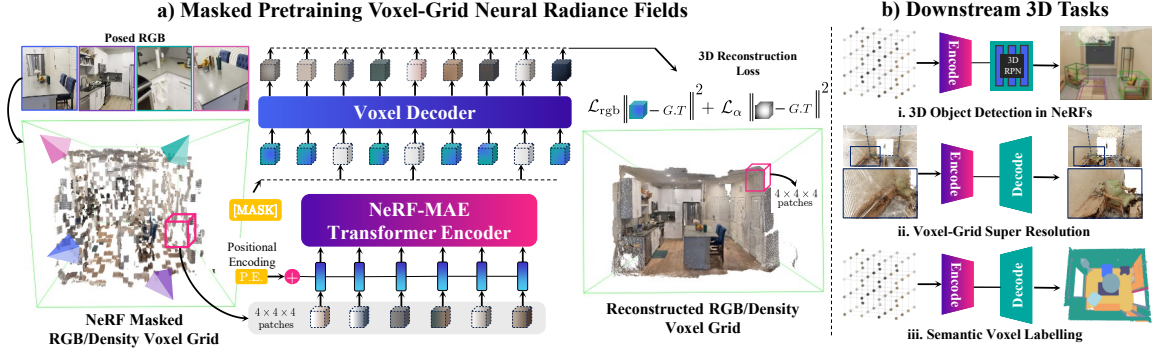 a) Masked Pretraining Voxel-Grid Neural Radiance Fields
Posed RGB
Voxel Decoder
[MASK]
NeRF-MAE
Transformer Encoder
Positional
Encoding
P.E.
+
4 × 4 × 4
patches
NeRF Masked
RGB/Density Voxel Grid
3D Reconstruction
Loss
ℒrgb ‖ − G.T ‖² + ℒα ‖ − G.T ‖²
4 × 4 × 4
patches
Reconstructed RGB/Density
Voxel Grid
b) Downstream 3D Tasks
Encode
3D
RPN
i. 3D Object Detection in NeRFs
Encode
Decode
ii. Voxel-Grid Super Resolution
Encode
Decode
iii. Semantic Voxel Labelling